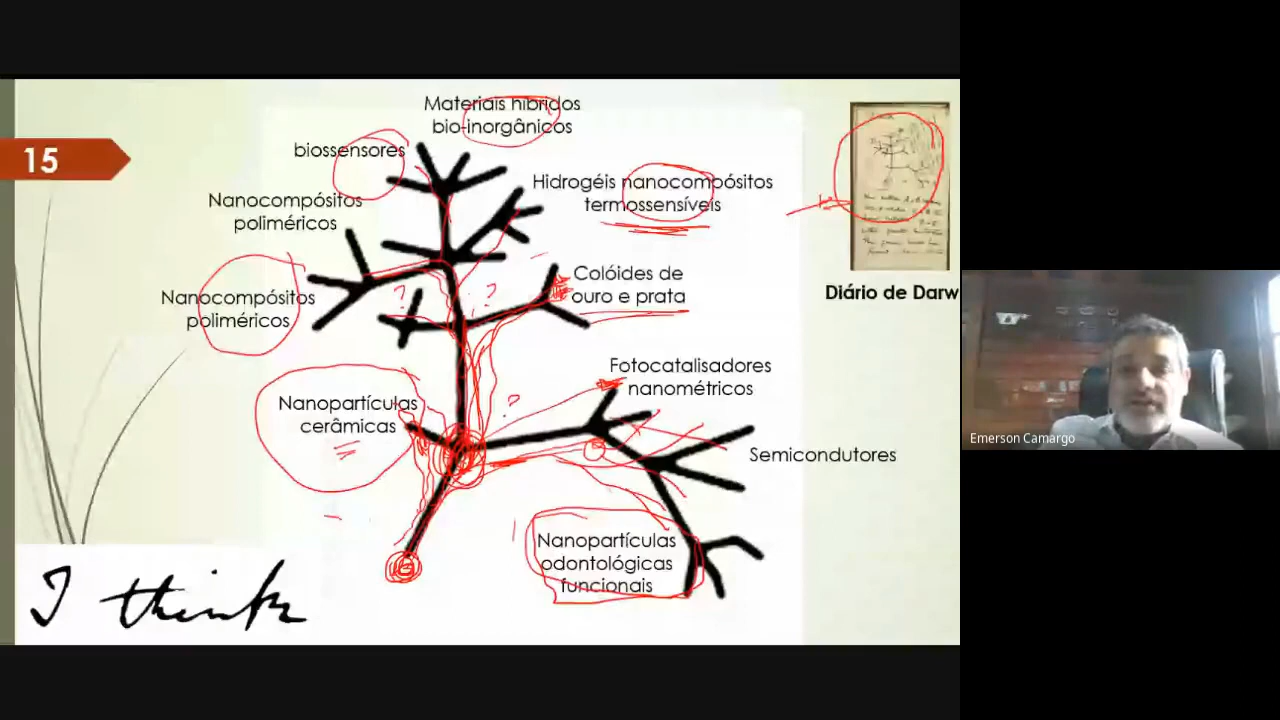 15
Materiais híbridos
bio-inorgânicos
biossensores
Hidrogéis nanocompósitos
termossensíveis
Nanocompósitos
poliméricos
Colóides de
ouro e prata
Nanocompósitos
poliméricos
?
?
Fotocatalisadores
nanométricos
Nanopartículas
cerâmicas
?
Semicondutores
Nanopartículas
odontológicas
funcionais
I think
Diário de Darw
Emerson Camargo